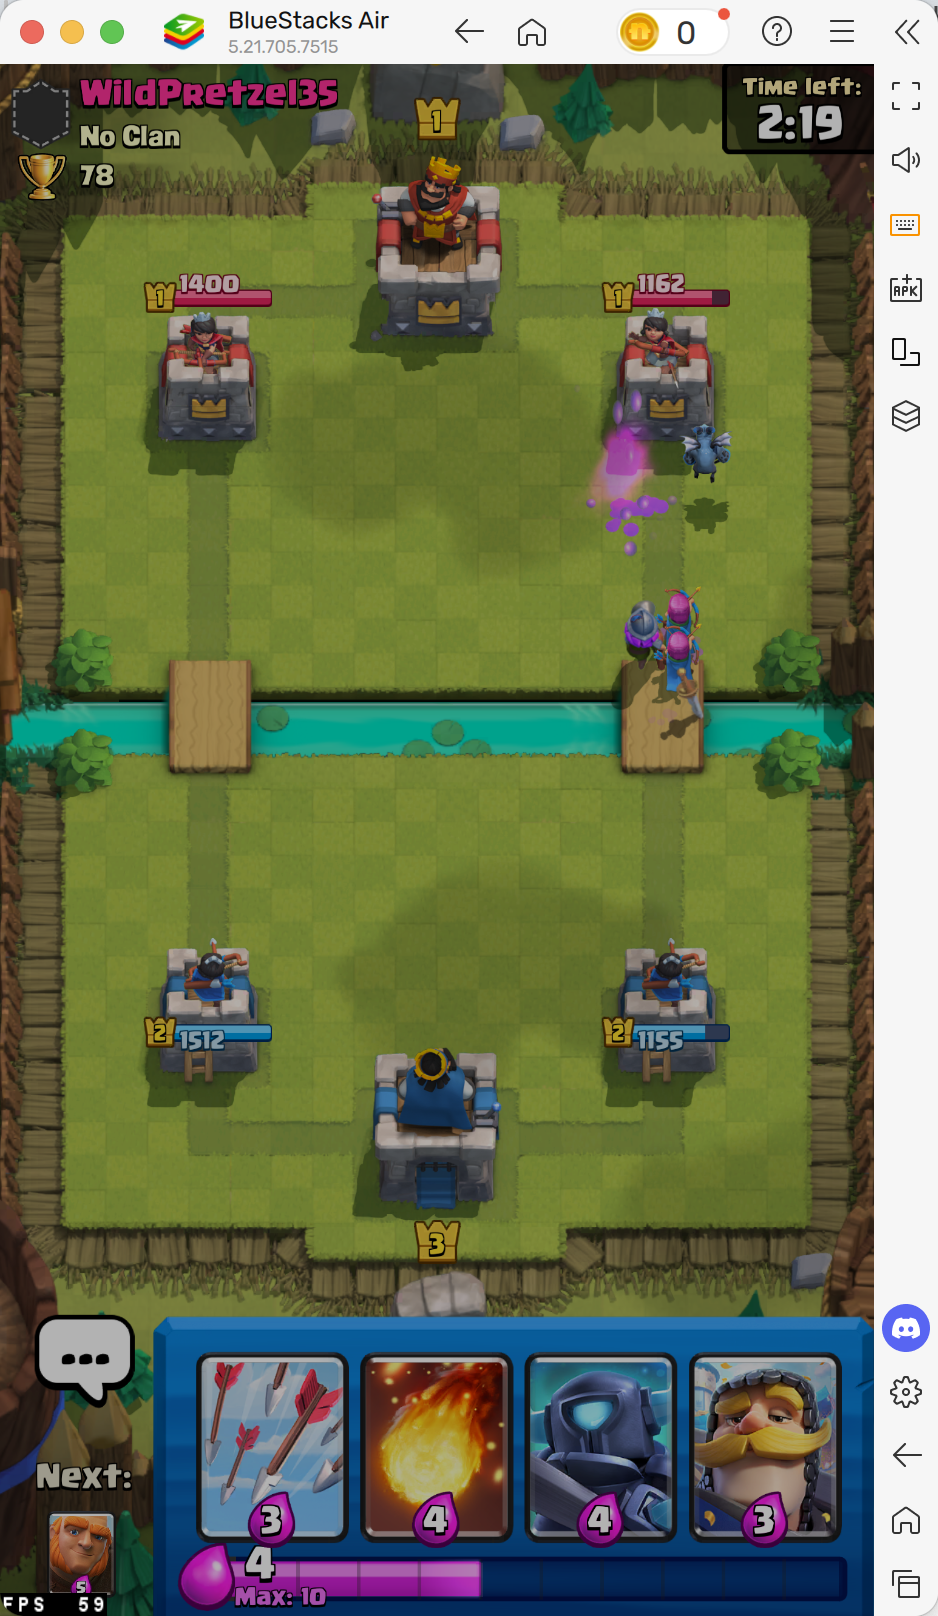 BlueStacks Air
5.21.705.7515
0
WildPretzel35
No Clan
78
1
Time left:
2:19
1 1400
1 1162
2 1512
2 1155
3
...
Next:
5
3
4
4
3
4
Max: 10
FPS 59
APK